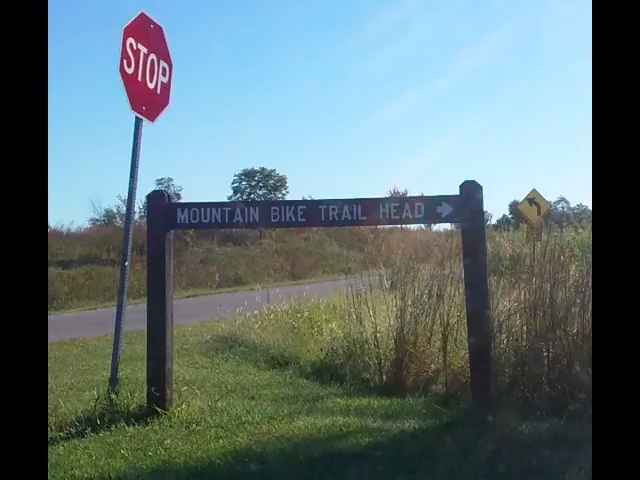 STOP
MOUNTAIN BIKE TRAIL HEAD →